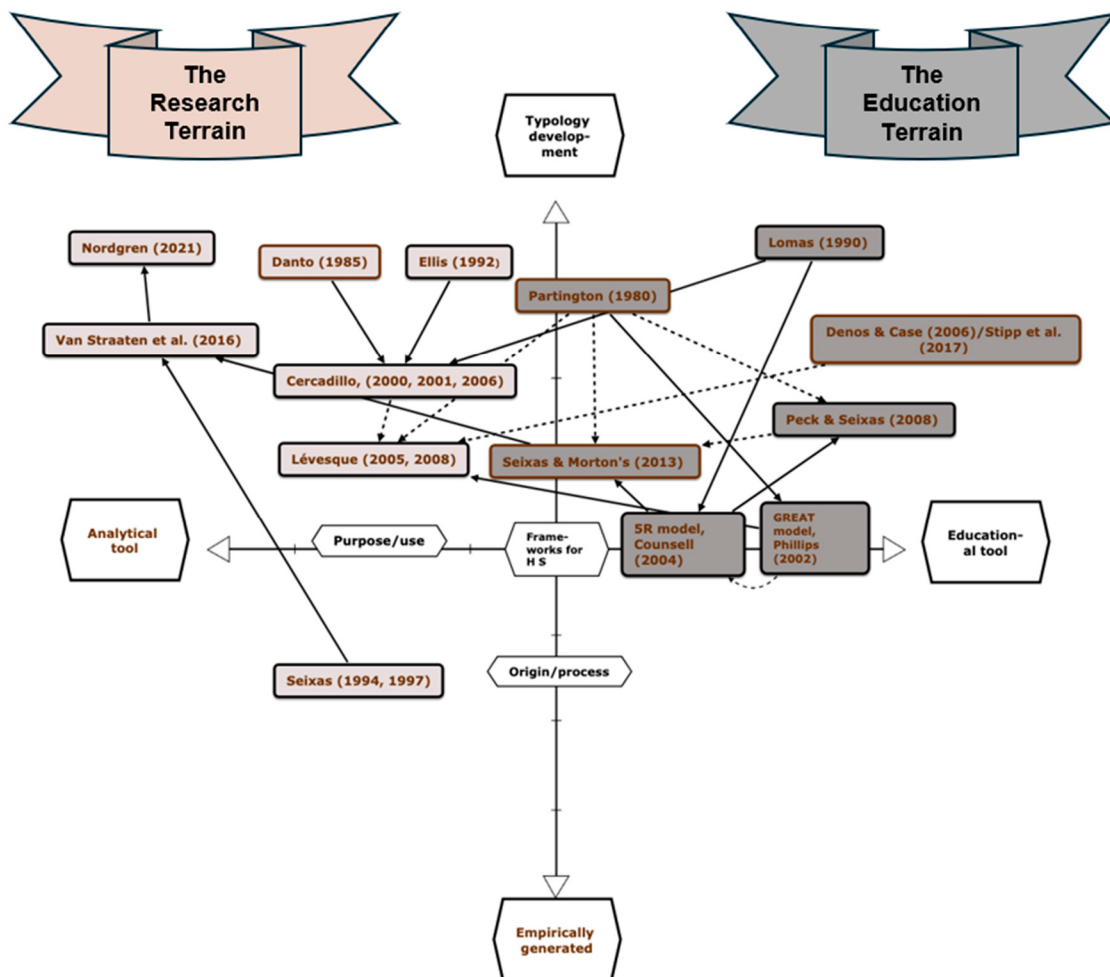 The
Research
Terrain
The
Education
Terrain
Typology
develop-
ment
Nordgren (2021)
Danto (1985)
Ellis (1992)
Lomas (1990)
Partington (1980)
Van Straaten et al. (2016)
Denos & Case (2006)/Stipp et al.
(2017)
Cercadillo, (2000, 2001, 2006)
Peck & Seixas (2008)
Lévesque (2005, 2008)
Seixas & Morton's (2013)
Analytical
tool
Purpose/use
Frame-
works for
H S
5R model,
Counsell
(2004)
GREAT
model,
Phillips
(2002)
Education-
al tool
Seixas (1994, 1997)
Origin/process
Empirically
generated